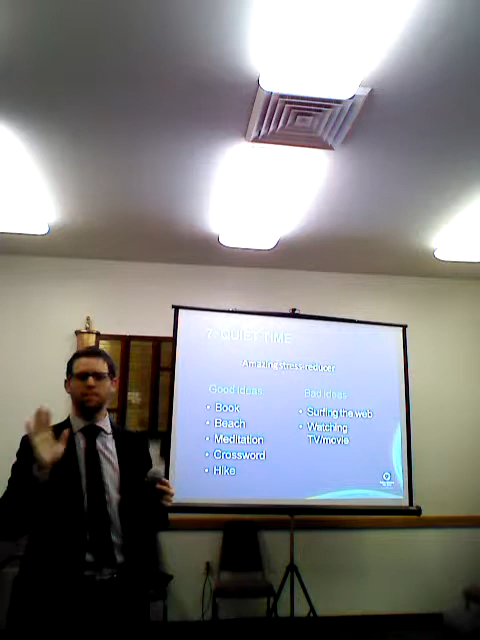 7- QUIET TIME
Amazing stress-reducer
Good ideas:
• Book
• Beach
• Meditation
• Crossword
• Hike
Bad ideas
• Surfing the web
• Watching
TV/movie